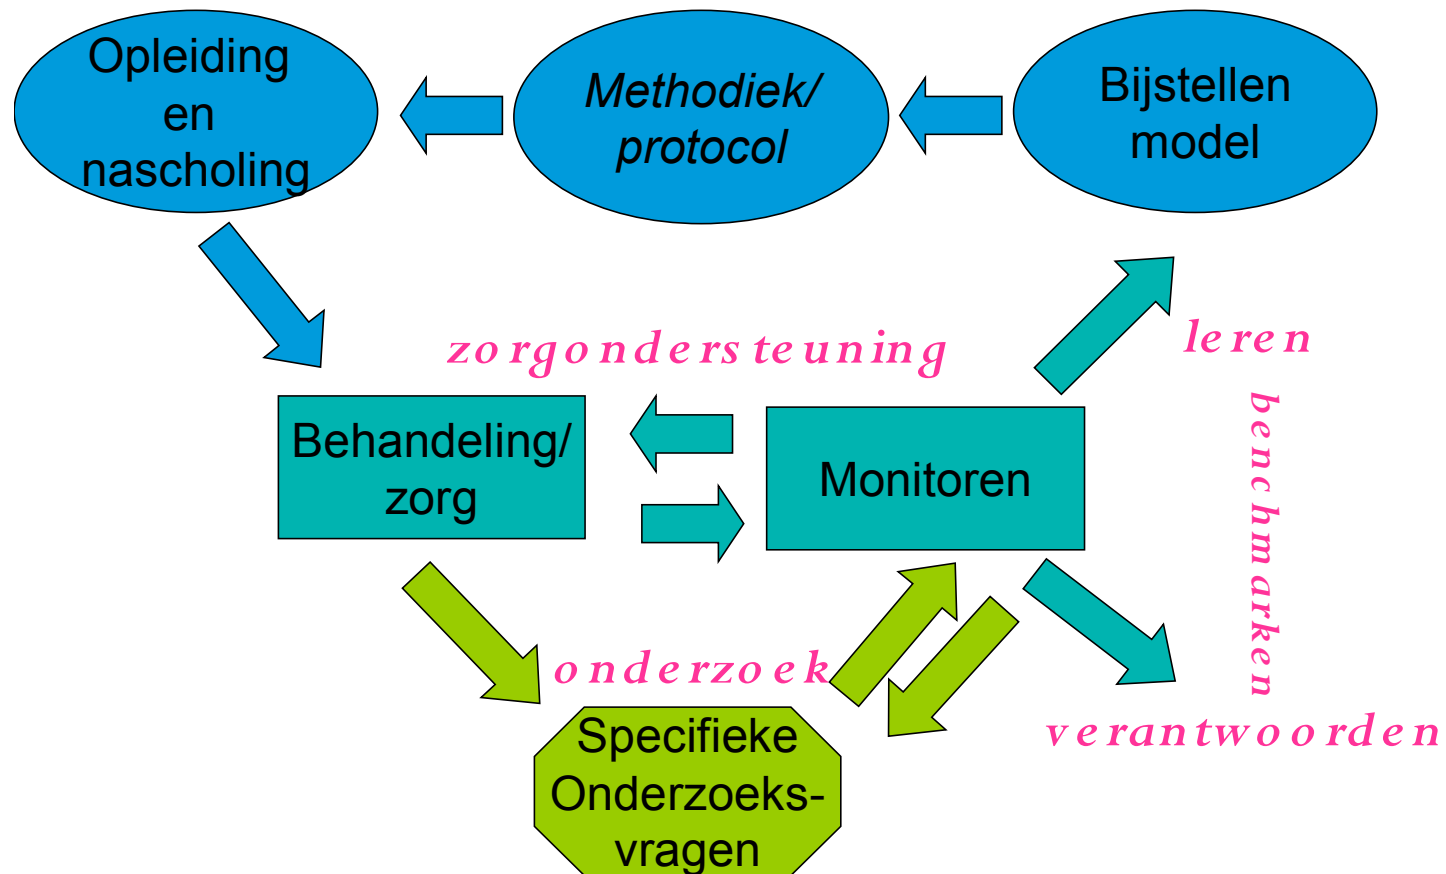 Opleiding
en
nascholing
Methodiek/
protocol
Bijstellen
model
zorgondersteuning
leren
benchmarken
Behandeling/
zorg
Monitoren
onderzoek
verantwoorden
Specifieke
Onderzoeks-
vragen